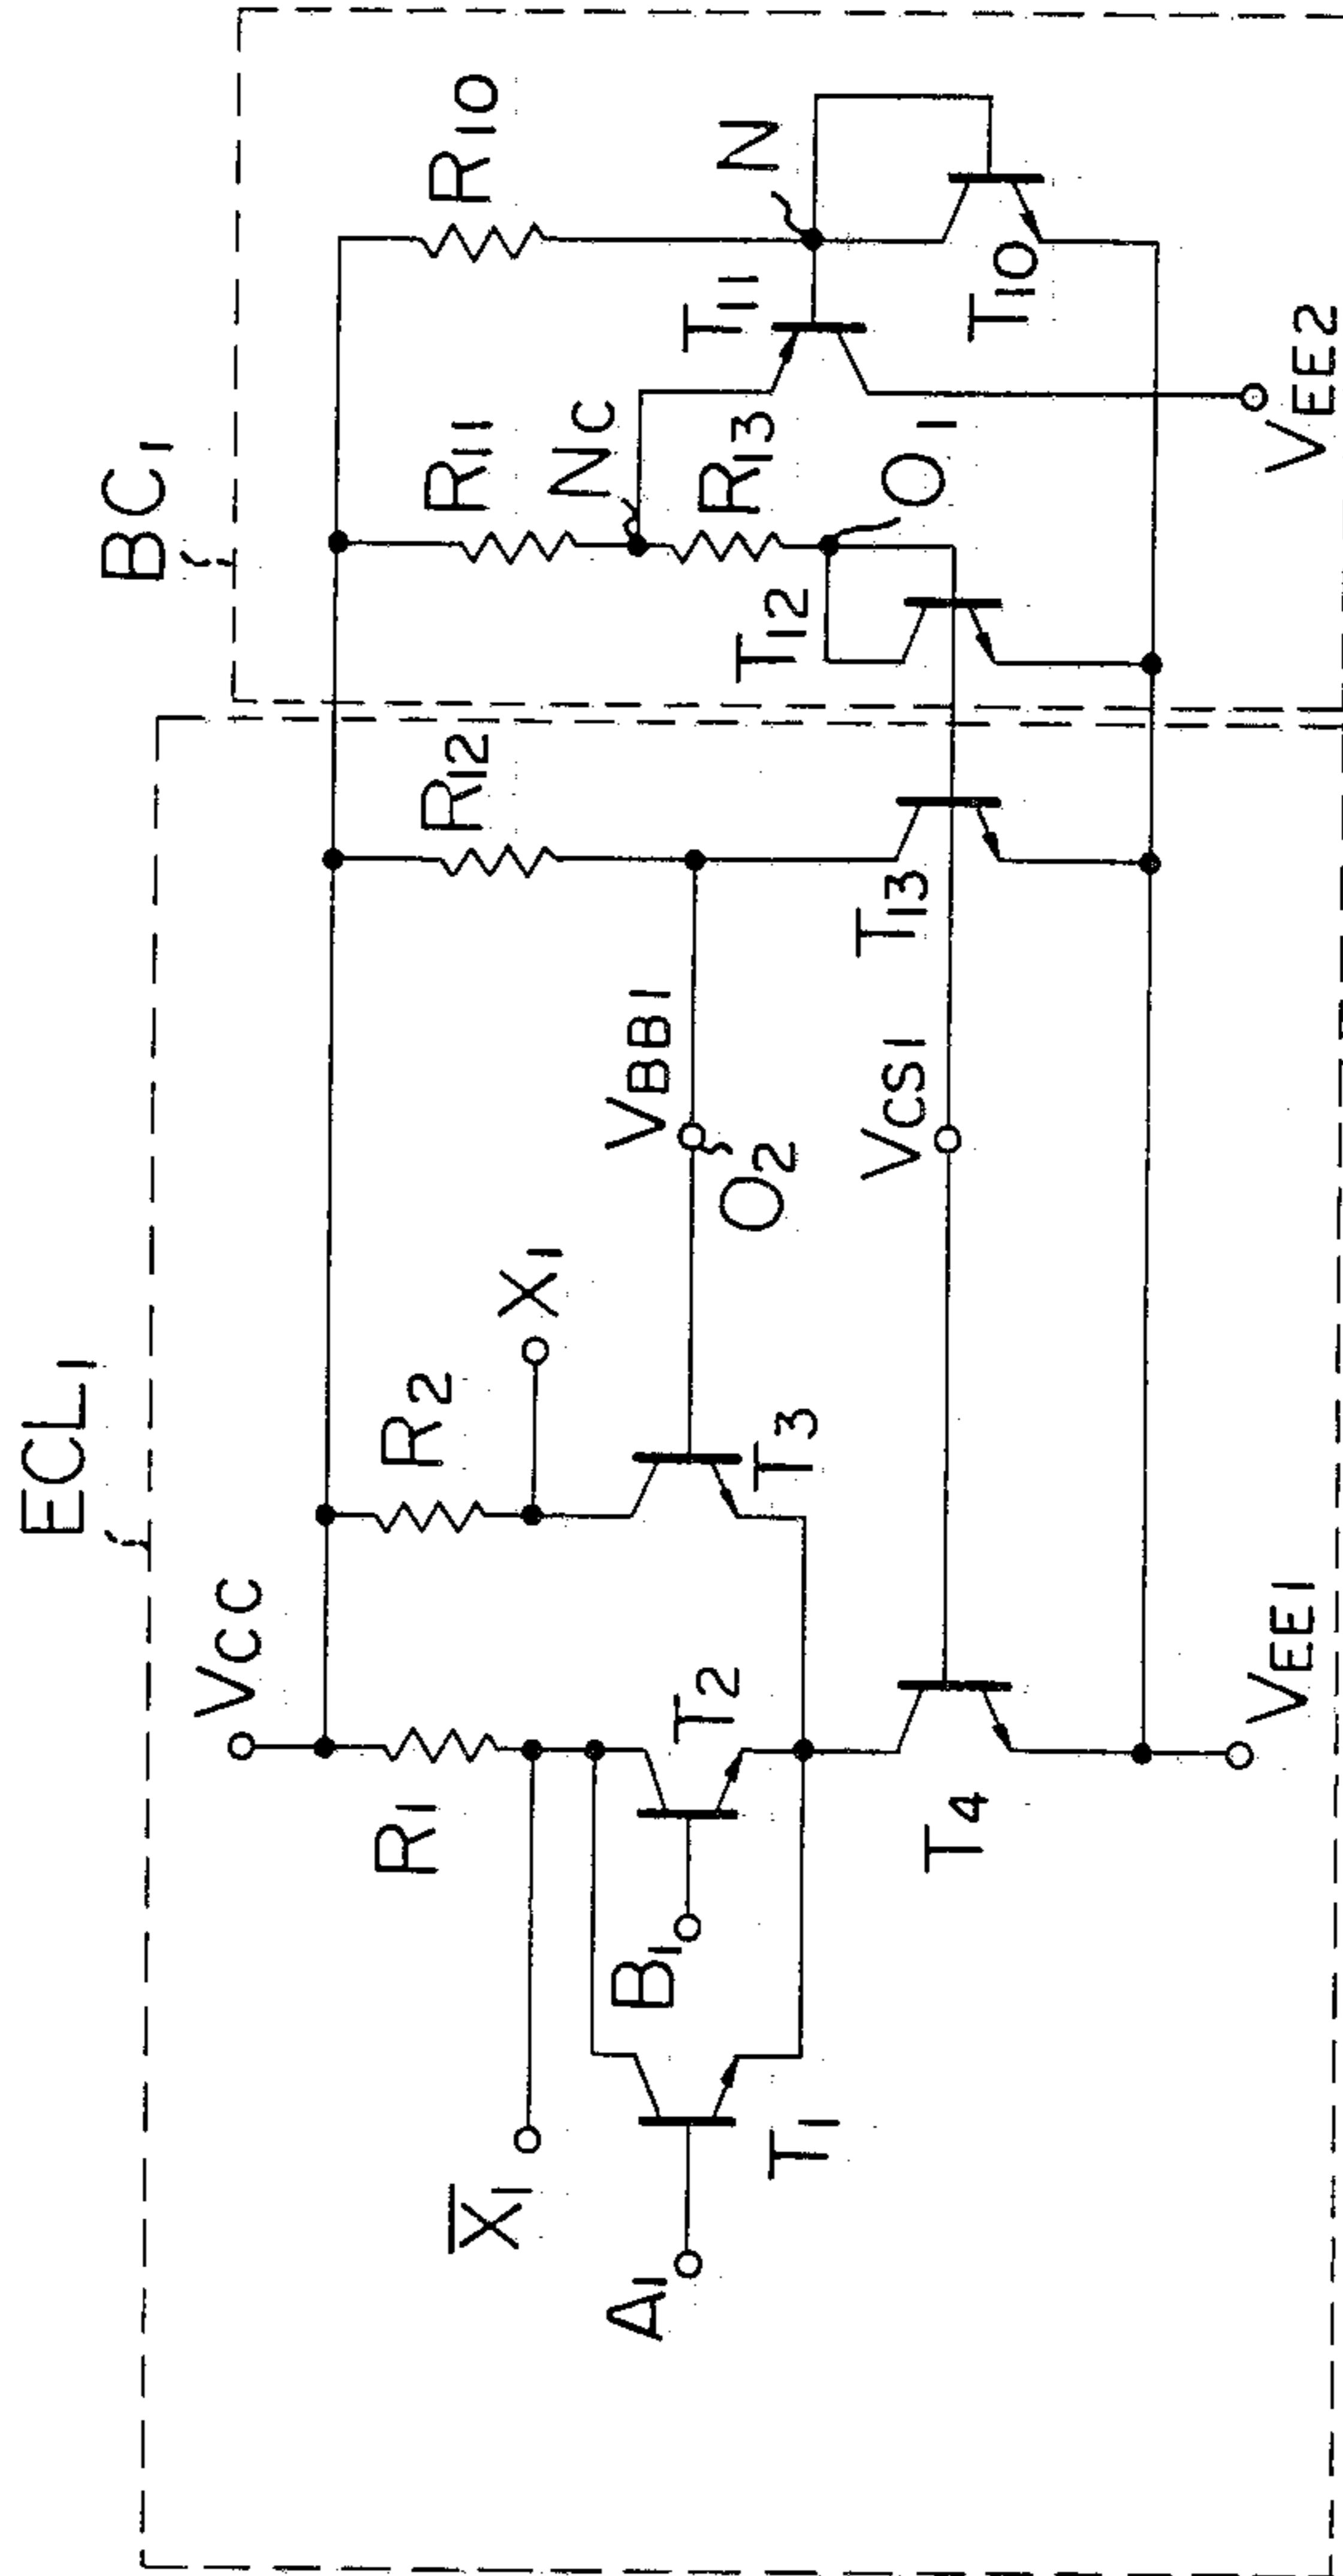 ECL1
BC1
VCC
R1
R2
R12
R11
R10
X̅1
X1
NC
N
A1
B1
T1
T2
T3
VBB1
O2
R13
T11
O1
T12
T10
T4
VCS1
T13
VEE1
VEE2